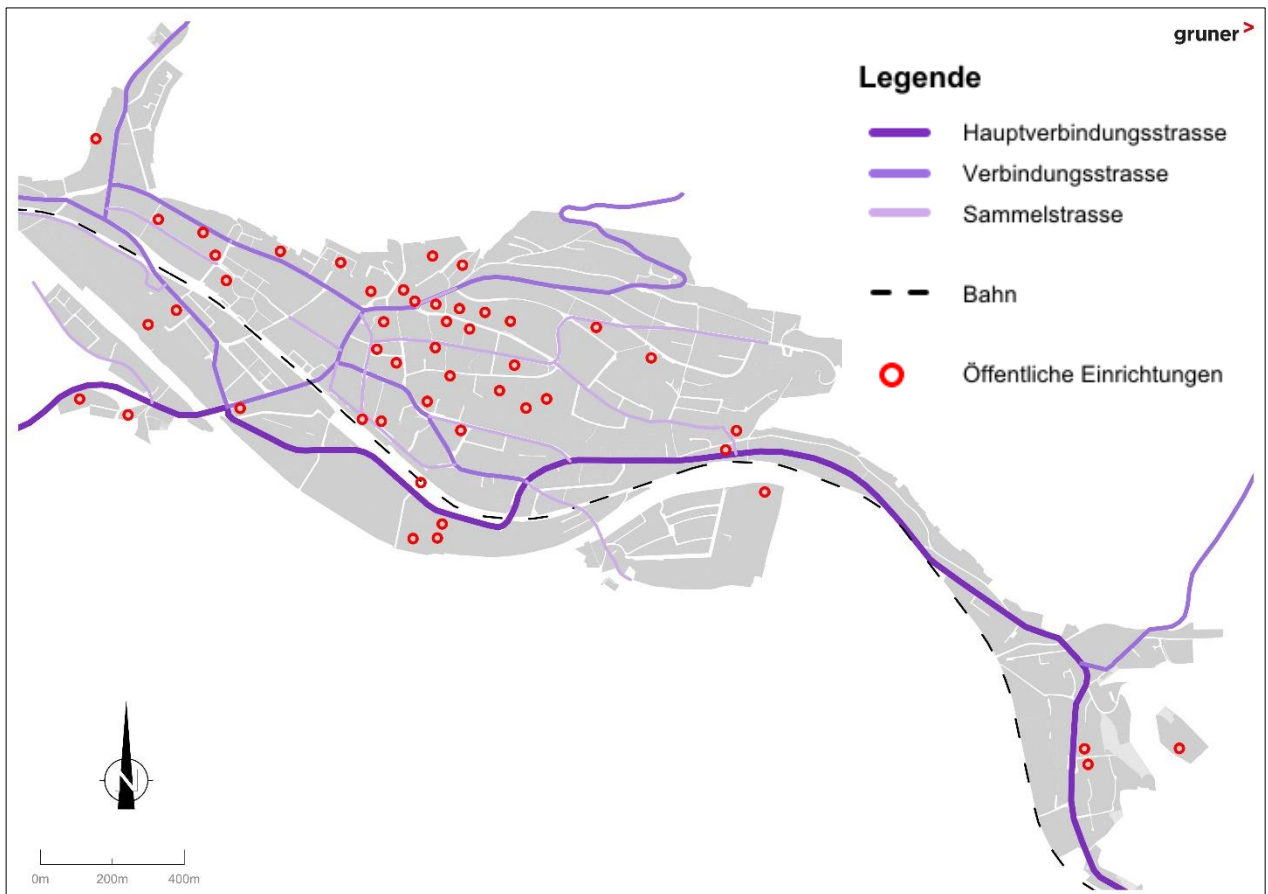 gruner >
Legende
Hauptverbindungsstrasse
Verbindungsstrasse
Sammelstrasse
Bahn
Öffentliche Einrichtungen
N
0m 200m 400m